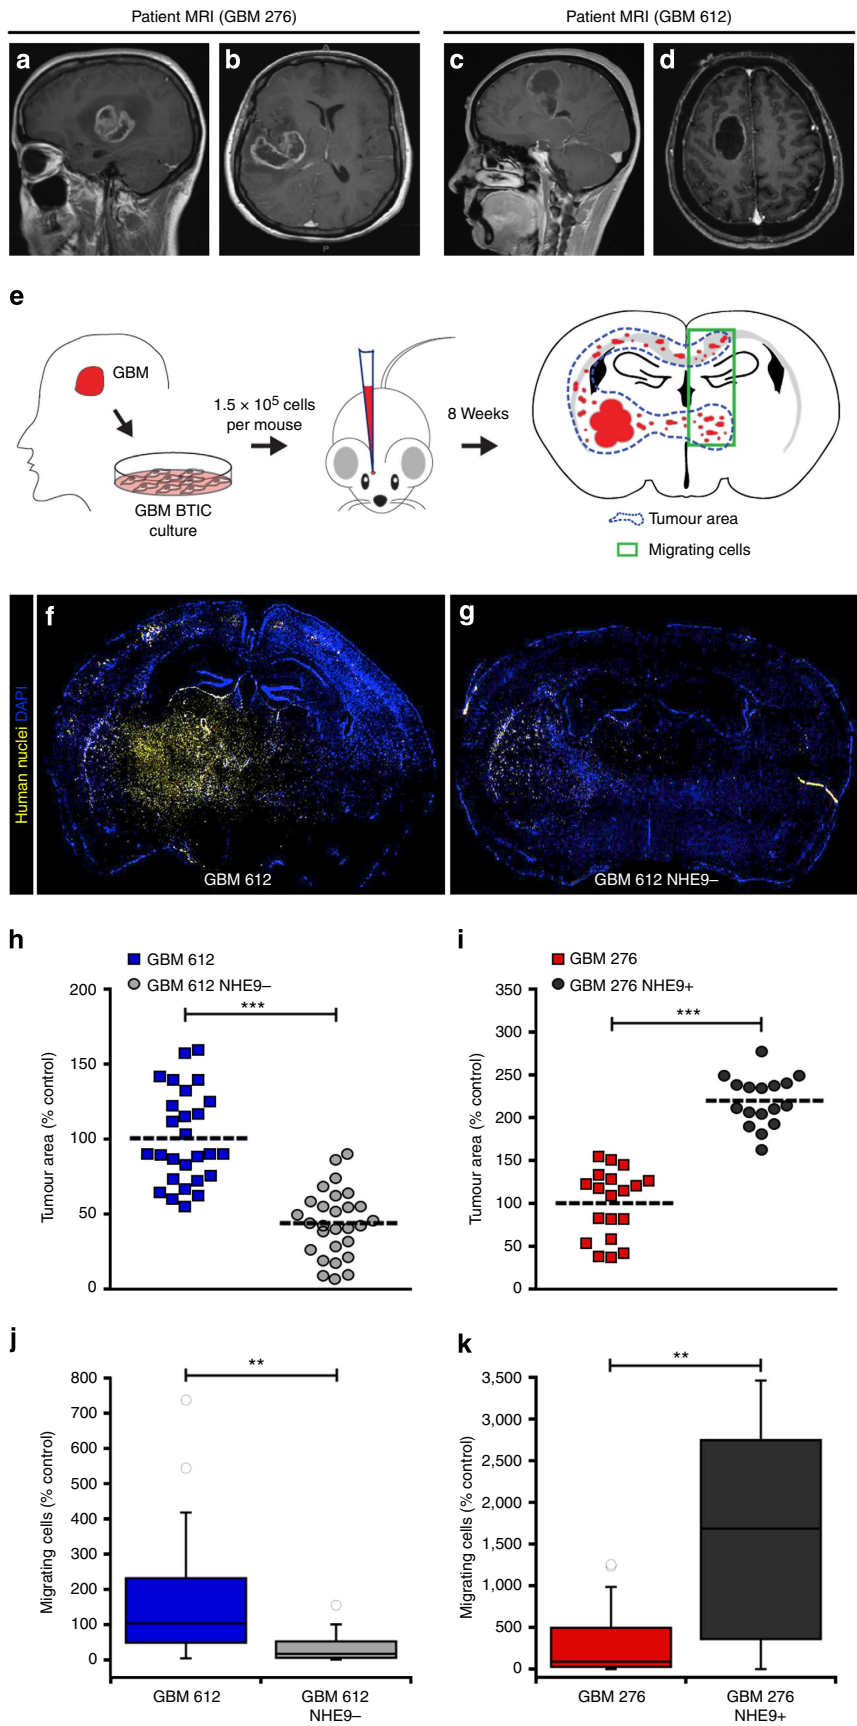 Patient MRI (GBM 276)
Patient MRI (GBM 612)
a
b
c
d
A
P
e
GBM
GBM BTIC
culture
1.5 × 10⁵ cells
per mouse
8 Weeks
Tumour area
Migrating cells
Human nuclei DAPI
f
GBM 612
g
GBM 612 NHE9–
h
GBM 612
GBM 612 NHE9–
***
Tumour area (% control)
200
150
100
50
0
i
GBM 276
GBM 276 NHE9+
***
Tumour area (% control)
350
300
250
200
150
100
50
0
j
**
Migrating cells (% control)
800
700
600
500
400
300
200
100
0
GBM 612
GBM 612
NHE9–
k
**
Migrating cells (% control)
3,500
3,000
2,500
2,000
1,500
1,000
500
0
GBM 276
GBM 276
NHE9+